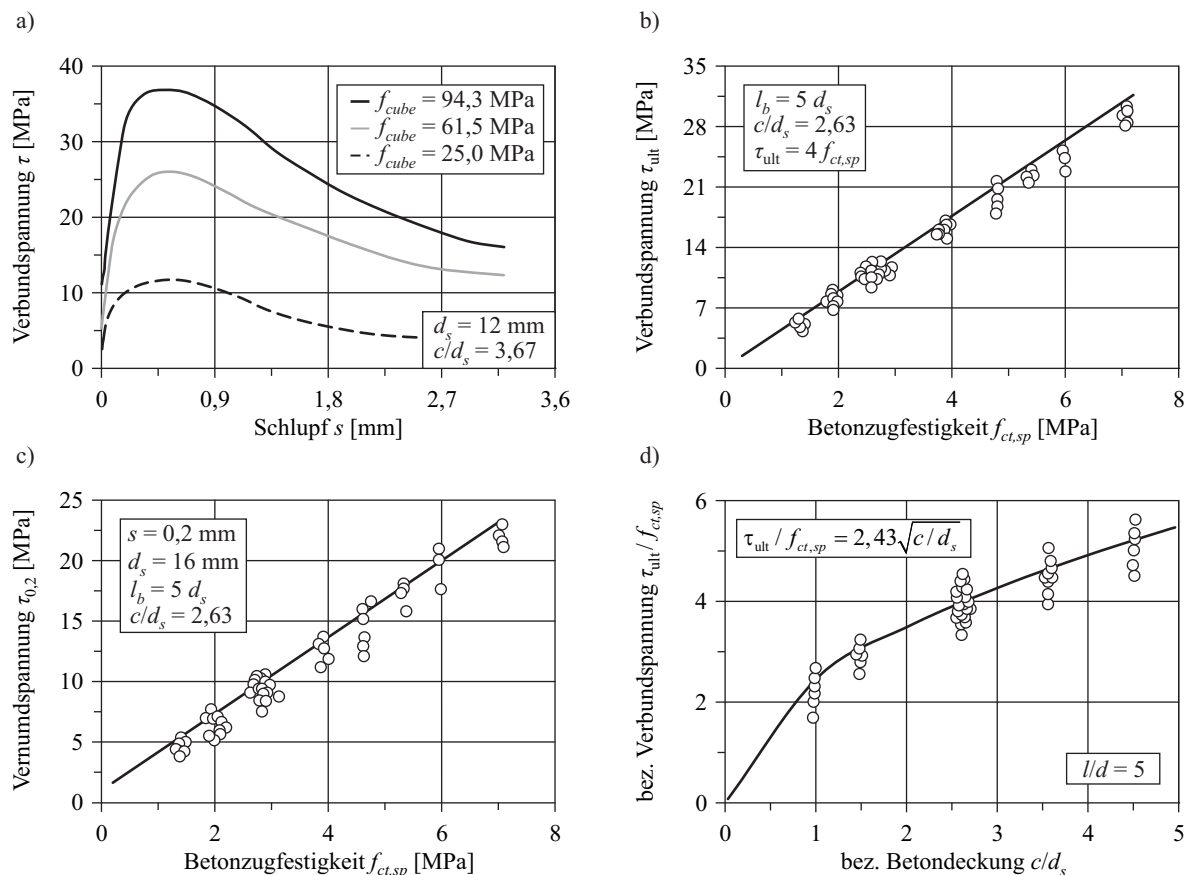 a)
Verbundspannung τ [MPa]
40
30
20
10
0
f_cube = 94,3 MPa
f_cube = 61,5 MPa
f_cube = 25,0 MPa
d_s = 12 mm
c/d_s = 3,67
0 0,9 1,8 2,7 3,6
Schlupf s [mm]
b)
Verbundspannung τ_ult [MPa]
35
28
21
14
7
0
l_b = 5 d_s
c/d_s = 2,63
τ_ult = 4 f_ct,sp
2 4 6 8
Betonzugfestigkeit f_ct,sp [MPa]
c)
Vernumdspannung τ_0,2 [MPa]
25
20
15
10
5
0
s = 0,2 mm
d_s = 16 mm
l_b = 5 d_s
c/d_s = 2,63
0 2 4 6 8
Betonzugfestigkeit f_ct,sp [MPa]
d)
bez. Verbundspannung τ_ult / f_ct,sp
6
4
2
0
τ_ult / f_ct,sp = 2,43√(c/d_s)
l/d = 5
0 1 2 3 4 5
bez. Betondeckung c/d_s